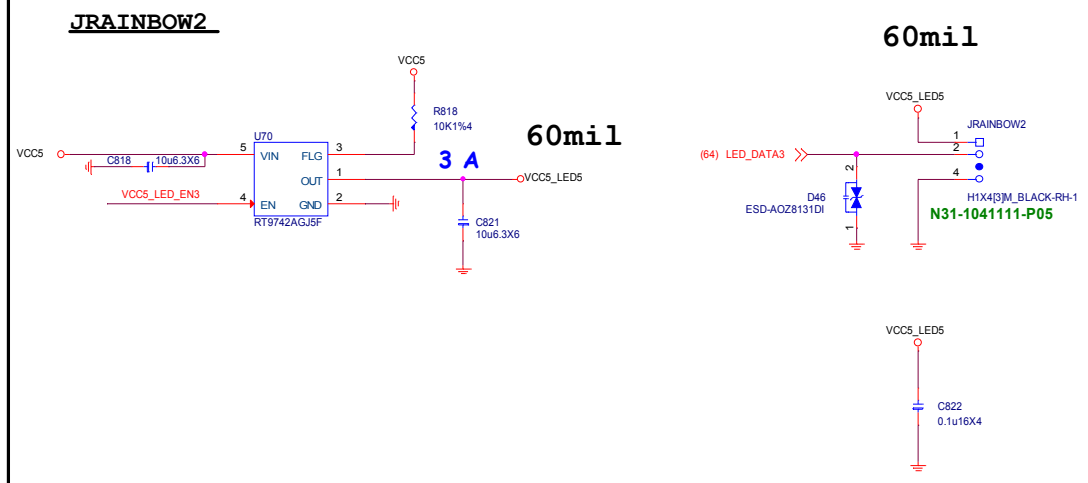 JRAINBOW2
60mil
VCC5
VCC5_LED5
R818
10K1%4
JRAINBOW2
60mil
U70
1
VCC5
C818
10u6.3X6
5
VIN
FLG
3
3 A
(64) LED_DATA3
2
OUT
1
VCC5_LED5
2
4
VCC5_LED_EN3
4
EN
GND
2
D46
H1X4[3]M_BLACK-RH-1
ESD-AOZ8131DI
N31-1041111-P05
RT9742AGJ5F
C821
10u6.3X6
1
VCC5_LED5
C822
0.1u16X4